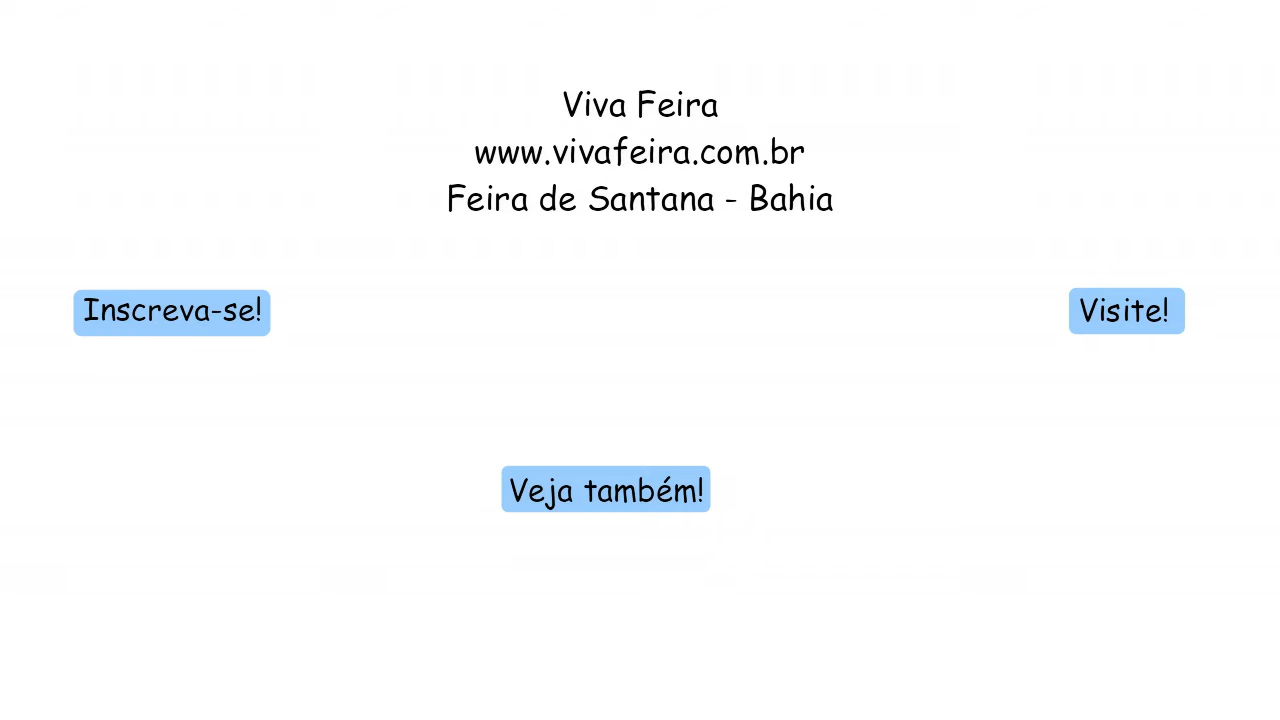 Viva Feira
www.vivafeira.com.br
Feira de Santana - Bahia
Inscreva-se!
Visite!
Veja também!